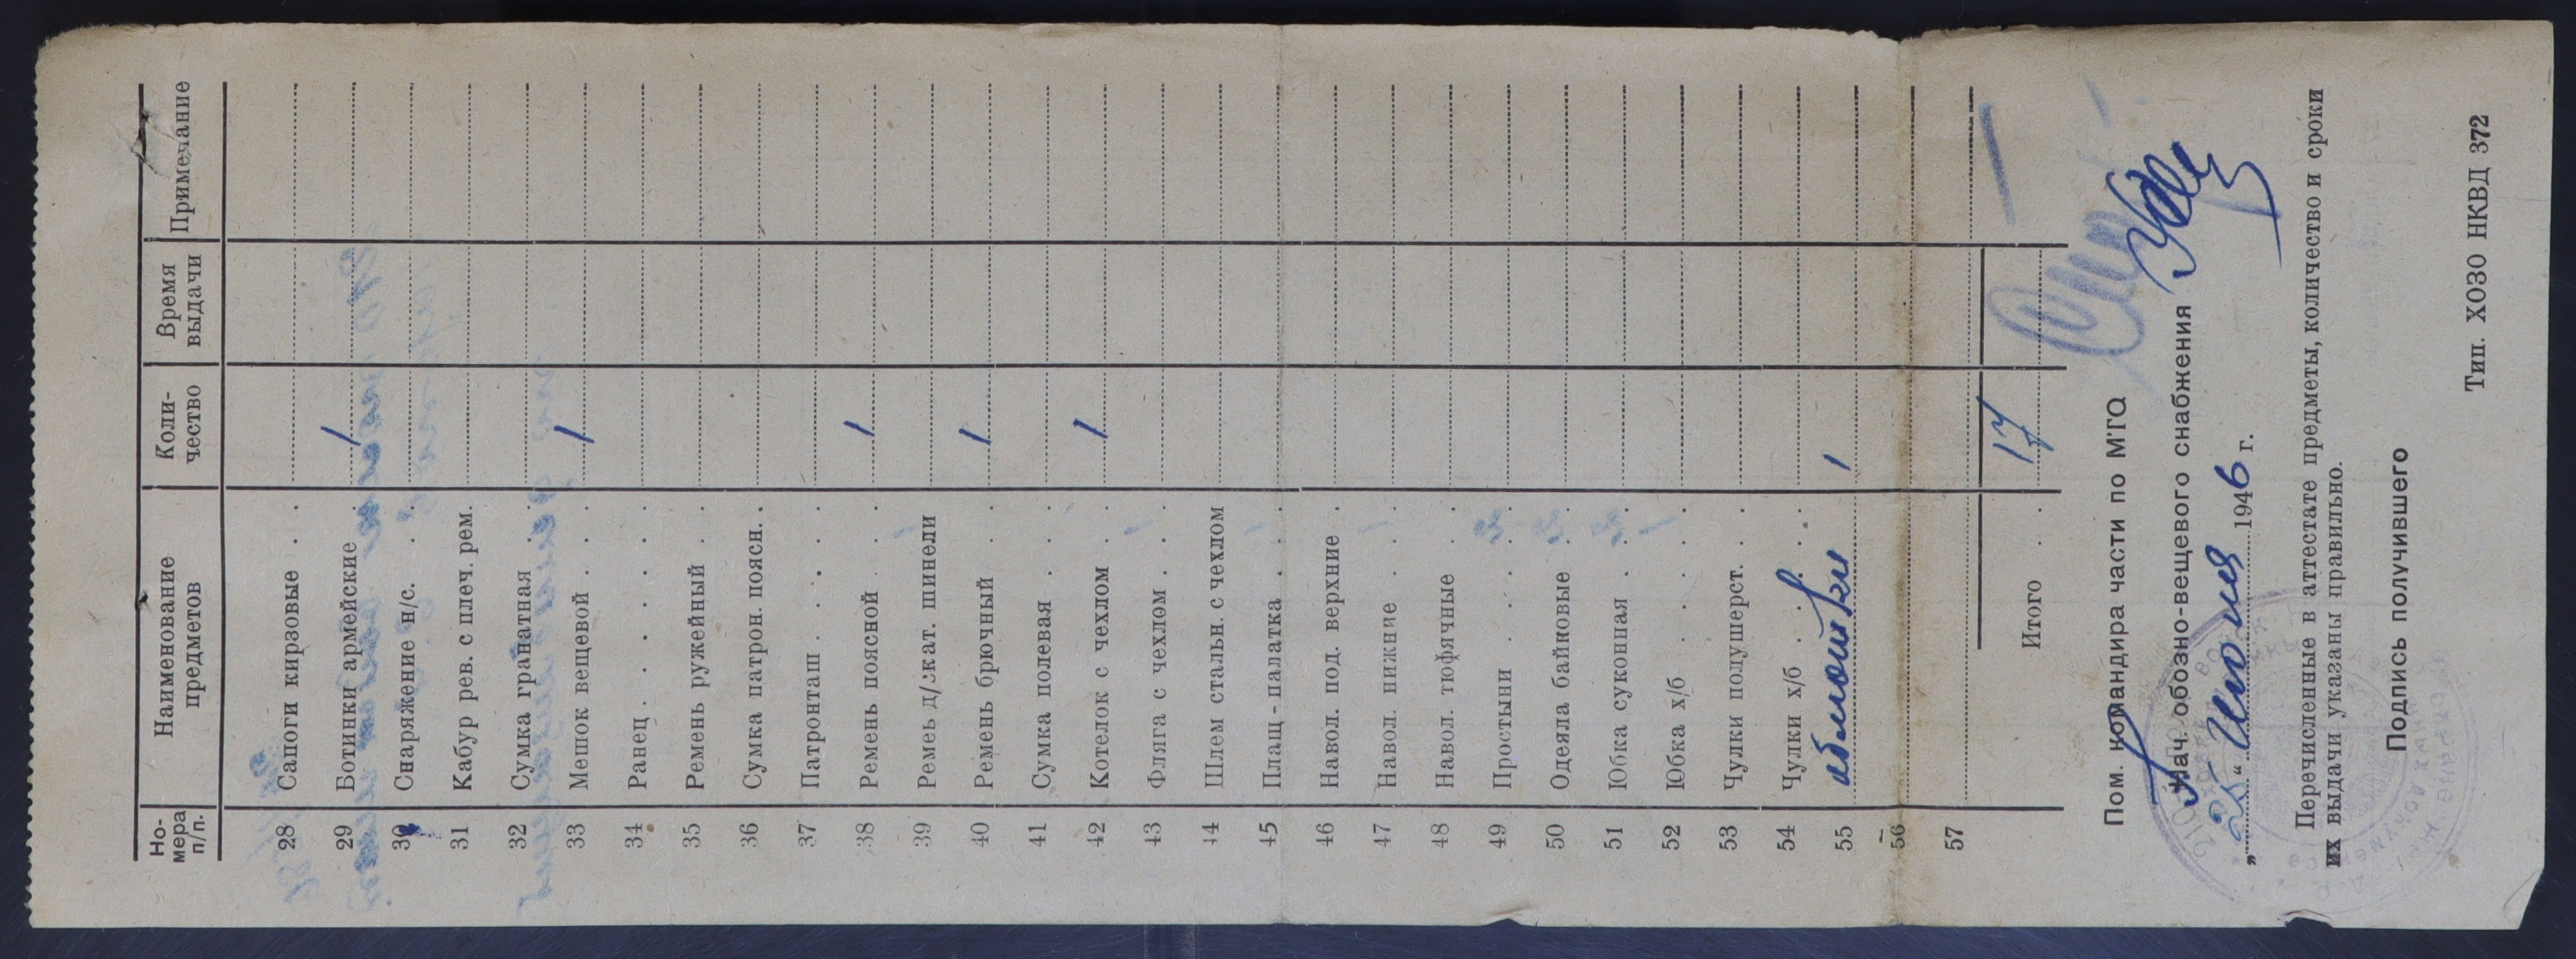 Но-
мера
п/п.
Наименование
предметов
Коли-
чество
Время
выдачи
Примечание
28 Сапоги кирзовые . .
29 Ботинки армейские . 1
30 Снаряжение н/с. . .
31 Кабур рев. с плеч. рем.
32 Сумка гранатная . .
33 Мешок вещевой . . . 1
34 Ранец . . . . . .
35 Ремень ружейный . .
36 Сумка патрон. поясн. .
37 Патронташ . . . .
38 Ремень поясной . . . 1
39 Ремень д/скат. шинели
40 Ремень брючный . . 1
41 Сумка полевая . . .
42 Котелок с чехлом . . 1
43 Фляга с чехлом . . .
44 Шлем стальн. с чехлом
45 Плащ-палатка . . .
46 Навол. под. верхние .
47 Навол. нижние . . .
48 Навол. тюфячные . .
49 Простыни . . . .
50 Одеяла байковые . .
51 Юбка суконная . . .
52 Юбка х/б . . . . .
53 Чулки полушерст. . .
54 Чулки х/б . . . .
55 обмотки 1
56
57
Итого . . 17
Пом. командира части по МТО
Нач. обозно-вещевого снабжения
„25“ Июля 1946 г.
Перечисленные в аттестате предметы, количество и сроки
их выдачи указаны правильно.
Подпись получившего
Тип. ХОЗО НКВД 372